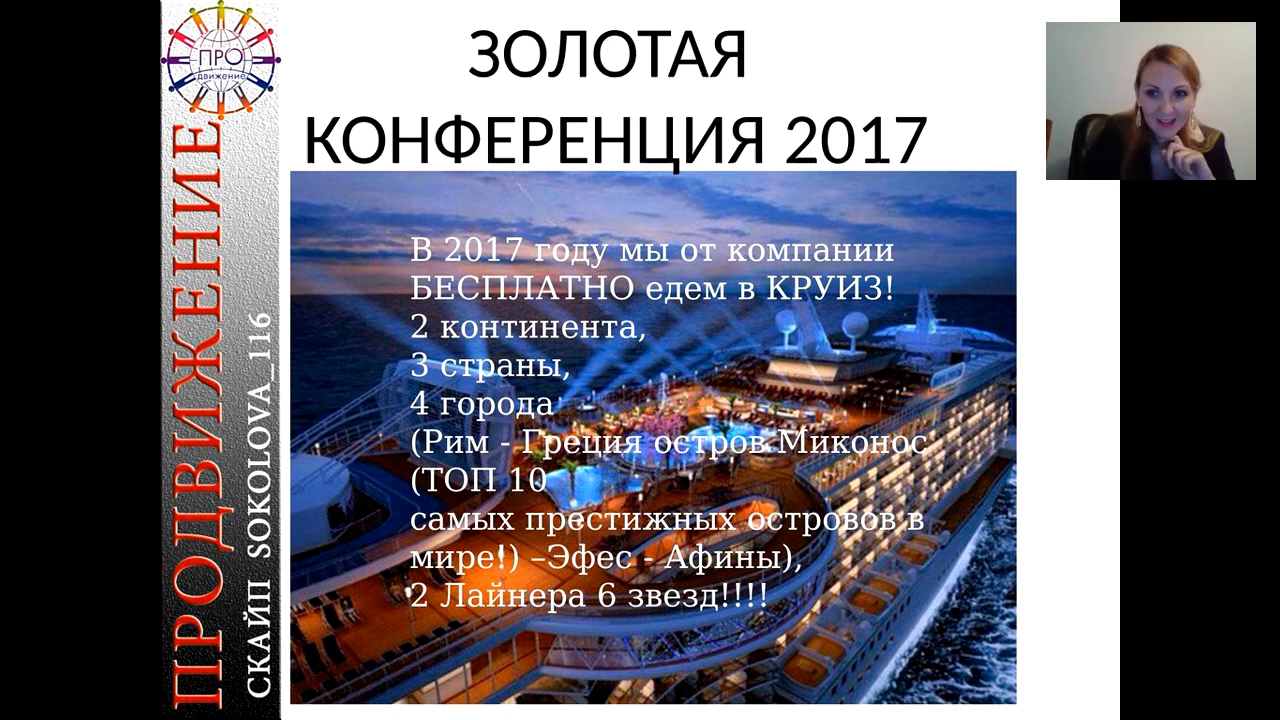 ПРО
движение
ПРОДВИЖЕНИЕ
СКАЙП SOKOLOVA_116
ЗОЛОТАЯ
КОНФЕРЕНЦИЯ 2017
В 2017 году мы от компании
БЕСПЛАТНО едем в КРУИЗ!
2 континента,
3 страны,
4 города
(Рим - Греция остров Миконос
(ТОП 10
самых престижных островов в
мире!) –Эфес - Афины),
2 Лайнера 6 звезд!!!!